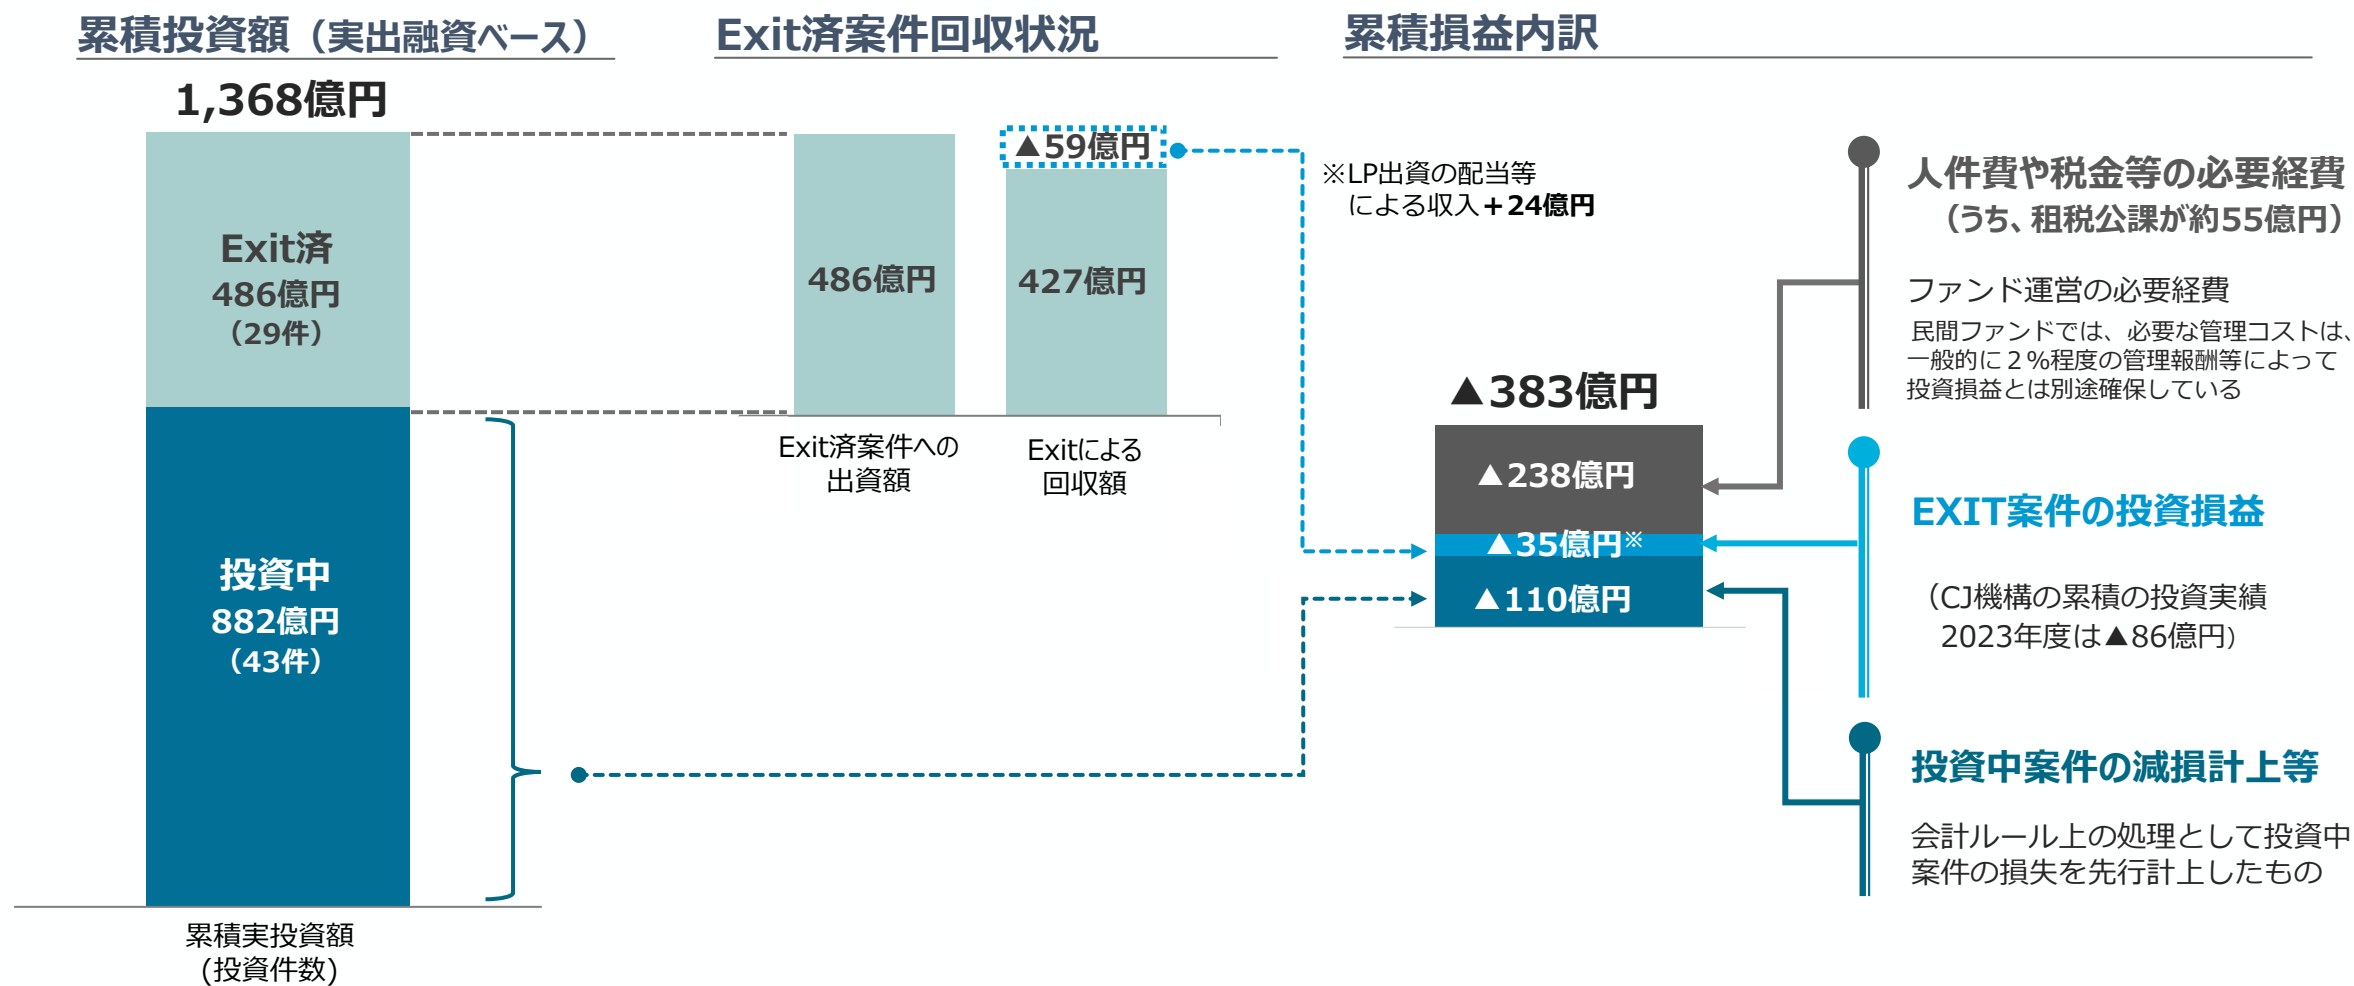 累積投資額（実出融資ベース）
1,368億円
Exit済
486億円
（29件）
投資中
882億円
（43件）
累積実投資額
(投資件数)
Exit済案件回収状況
▲59億円
486億円
427億円
Exit済案件への
出資額
Exitによる
回収額
累積損益内訳
※LP出資の配当等
による収入＋24億円
▲383億円
▲238億円
▲35億円※
▲110億円
人件費や税金等の必要経費
（うち、租税公課が約55億円）
ファンド運営の必要経費
民間ファンドでは、必要な管理コストは、
一般的に２％程度の管理報酬等によって
投資損益とは別途確保している
EXIT案件の投資損益
（CJ機構の累積の投資実績
2023年度は▲86億円）
投資中案件の減損計上等
会計ルール上の処理として投資中
案件の損失を先行計上したもの